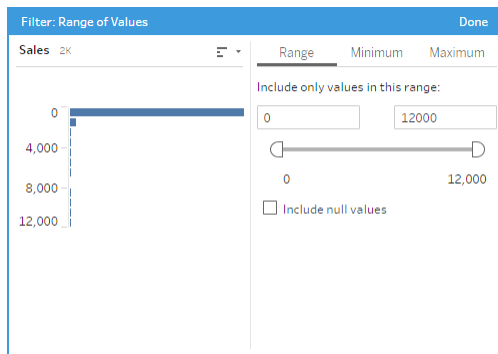 Filter: Range of Values Done
Sales 2K
Range Minimum Maximum
Include only values in this range:
0 12000
0 12,000
Include null values
0
4,000
8,000
12,000